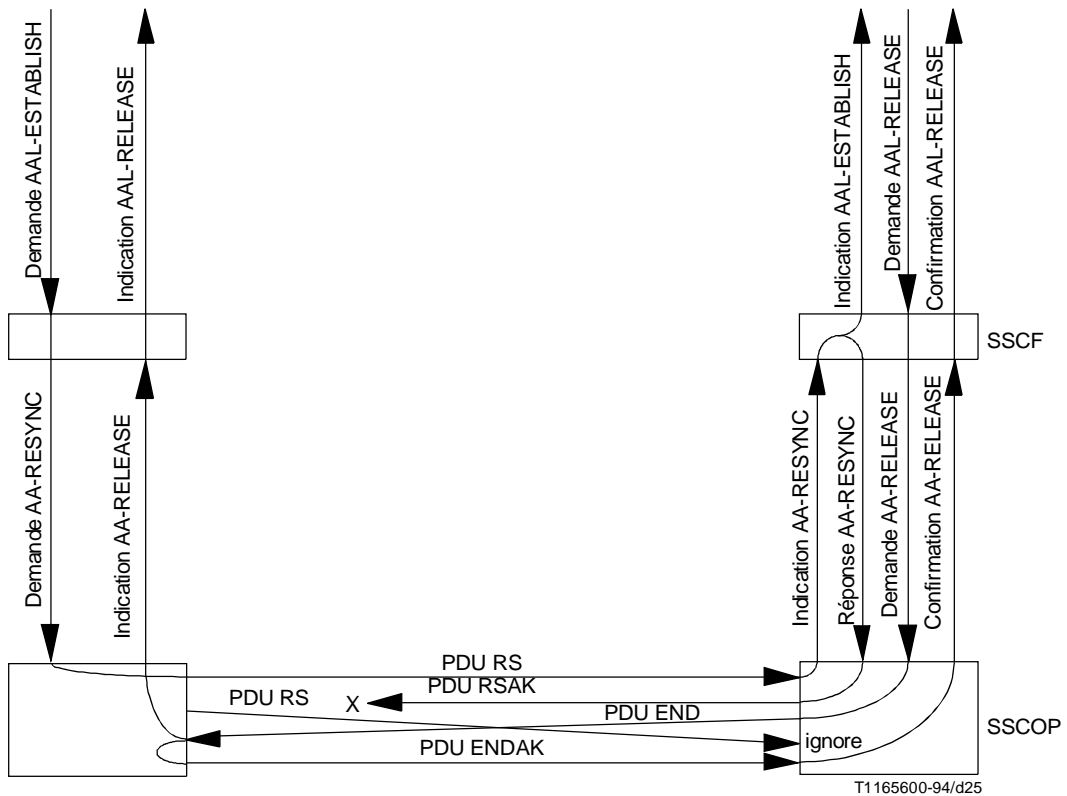 Demande AAL-ESTABLISH
Indication AAL-RELEASE
Indication AAL-ESTABLISH
Demande AAL-RELEASE
Confirmation AAL-RELEASE
SSCF
Demande AA-RESYNC
Indication AA-RELEASE
Indication AA-RESYNC
Réponse AA-RESYNC
Demande AA-RELEASE
Confirmation AA-RELEASE
PDU RS
PDU RSAK
PDU RS
X
PDU END
SSCOP
ignore
PDU ENDAK
T1165600-94/d25